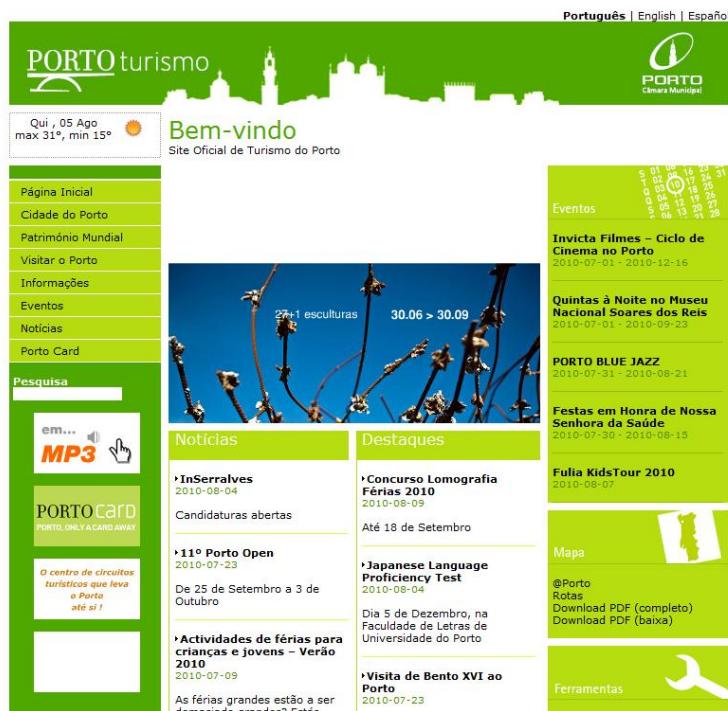 Português | English | Españo
PORTO turismo
PORTO
Câmara Municipal
Qui , 05 Ago
max 31°, min 15°
Bem-vindo
Site Oficial de Turismo do Porto
Página Inicial
Cidade do Porto
Património Mundial
Visitar o Porto
Informações
Eventos
Notícias
Porto Card
Pesquisa
em...
MP3
PORTO CARD
PORTO, ONLY A CARD AWAY
O centro de circuitos
turísticos que leva
o Porto
até si !
27+1 esculturas 30.06 > 30.09
Notícias
InSerralves
2010-08-04
Candidaturas abertas
11º Porto Open
2010-07-23
De 25 de Setembro a 3 de
Outubro
Actividades de férias para
crianças e jovens – Verão
2010
2010-07-09
As férias grandes estão a ser
Destaques
Concurso Lomografia
Férias 2010
2010-08-09
Até 18 de Setembro
Japanese Language
Proficiency Test
2010-08-04
Dia 5 de Dezembro, na
Faculdade de Letras de
Universidade do Porto
Visita de Bento XVI ao
Porto
2010-07-23
Eventos
Invicta Filmes – Ciclo de
Cinema no Porto
2010-07-01 - 2010-12-16
Quintas à Noite no Museu
Nacional Soares dos Reis
2010-07-01 - 2010-09-23
PORTO BLUE JAZZ
2010-07-31 - 2010-08-21
Festas em Honra de Nossa
Senhora da Saúde
2010-07-30 - 2010-08-15
Fulia KidsTour 2010
2010-08-07
Mapa
@Porto
Rotas
Download PDF (completo)
Download PDF (baixa)
Ferramentas